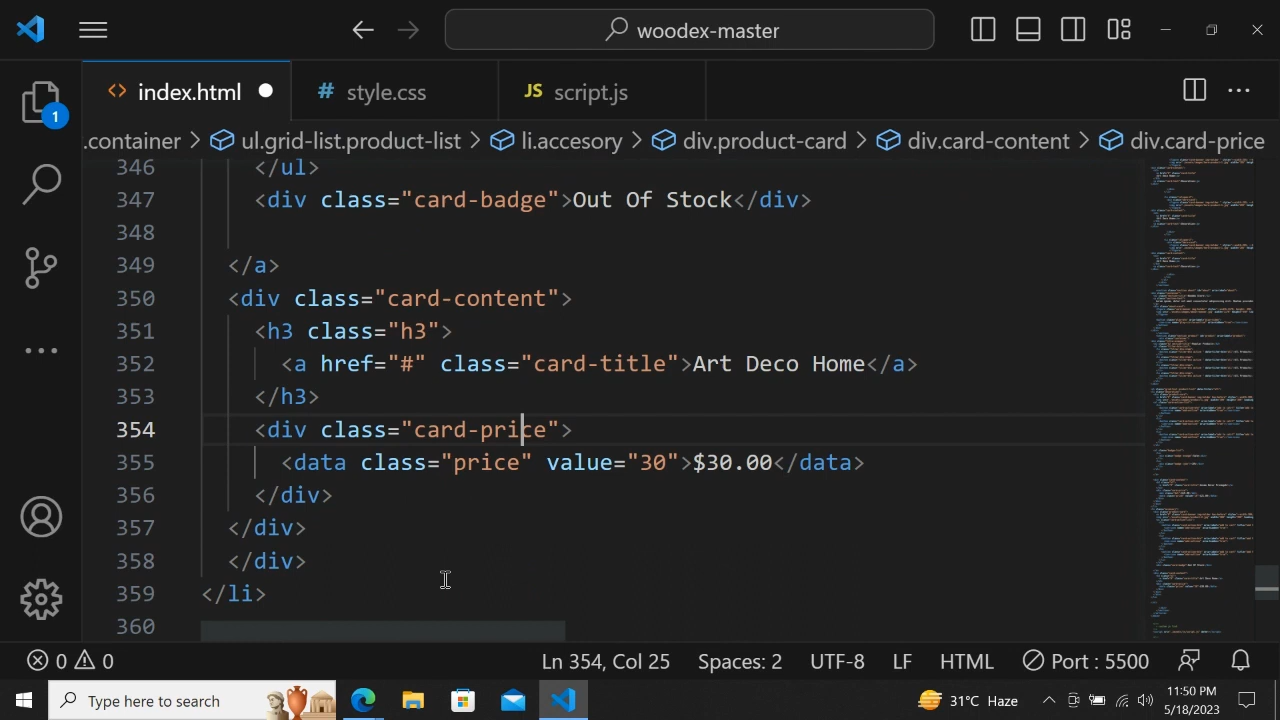 woodex-master
index.html
# style.css
JS script.js
1
.container > ul.grid-list.product-list > li.accesory > div.product-card > div.card-content > div.card-price
346 </ul>
347 <div class="card-badge">Out Of Stock</div>
348
349 </a>
350 <div class="card-content">
351 <h3 class="h3">
352 <a href="#" class="card-titie">ArtDeco Home</a>
353 </h3>
354 <div class="card-price">
355 <data class="price" value="30">$30.00</data>
356 </div>
357 </div>
358 </div>
359 </li>
360
0 0 Ln 354, Col 25 Spaces: 2 UTF-8 LF HTML Port : 5500
Type here to search
31°C Haze
11:50 PM
5/18/2023